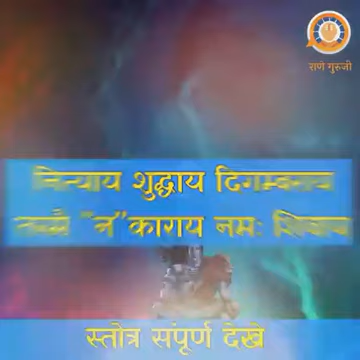 राणे गुरुजी
नित्याय शुद्धाय दिगम्बराय
तस्मै "न"काराय नमः शिवाय
स्तोत्र संपूर्ण देखे